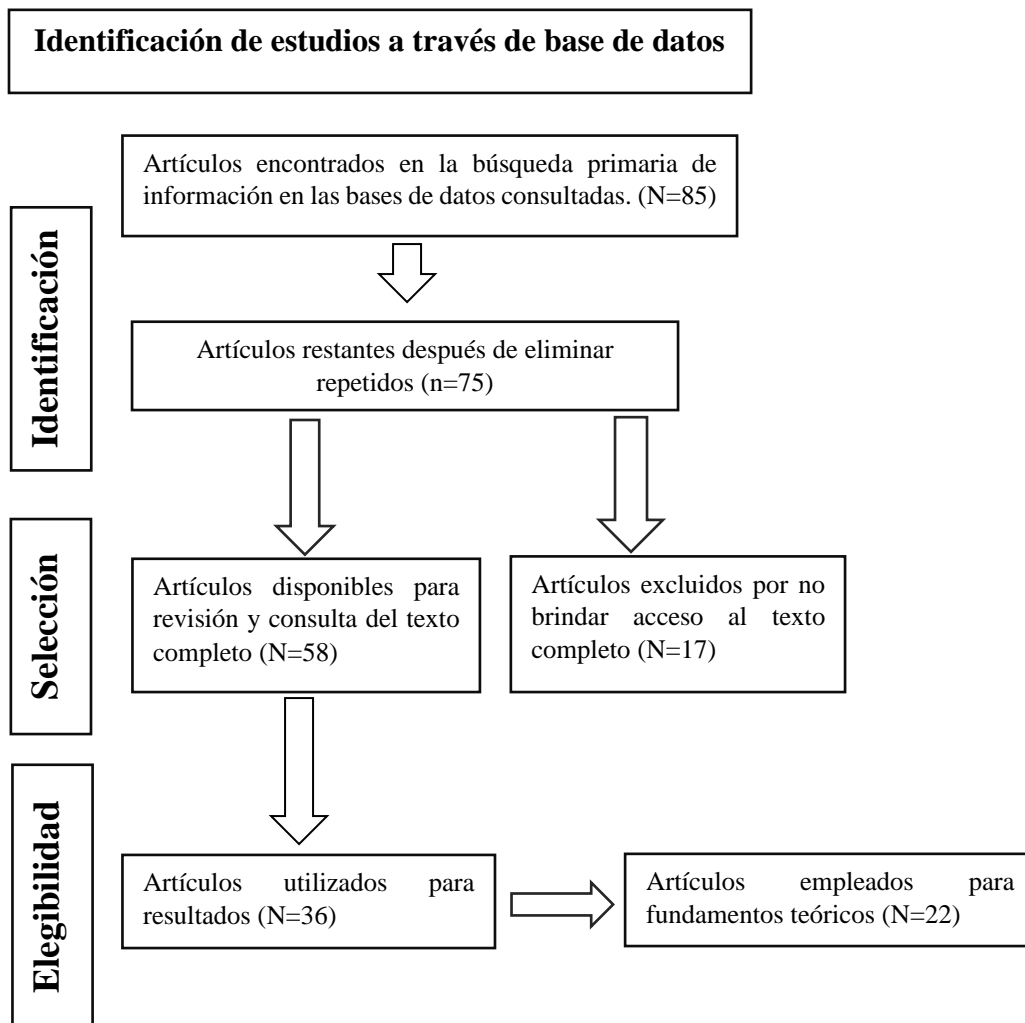 Identificación de estudios a través de base de datos
Artículos encontrados en la búsqueda primaria de
información en las bases de datos consultadas. (N=85)
Identificación
Artículos restantes después de eliminar
repetidos (n=75)
Selección
Artículos disponibles para
revisión y consulta del texto
completo (N=58)
Artículos excluidos por no
brindar acceso al texto
completo (N=17)
Elegibilidad
Artículos utilizados para
resultados (N=36)
Artículos empleados para
fundamentos teóricos (N=22)